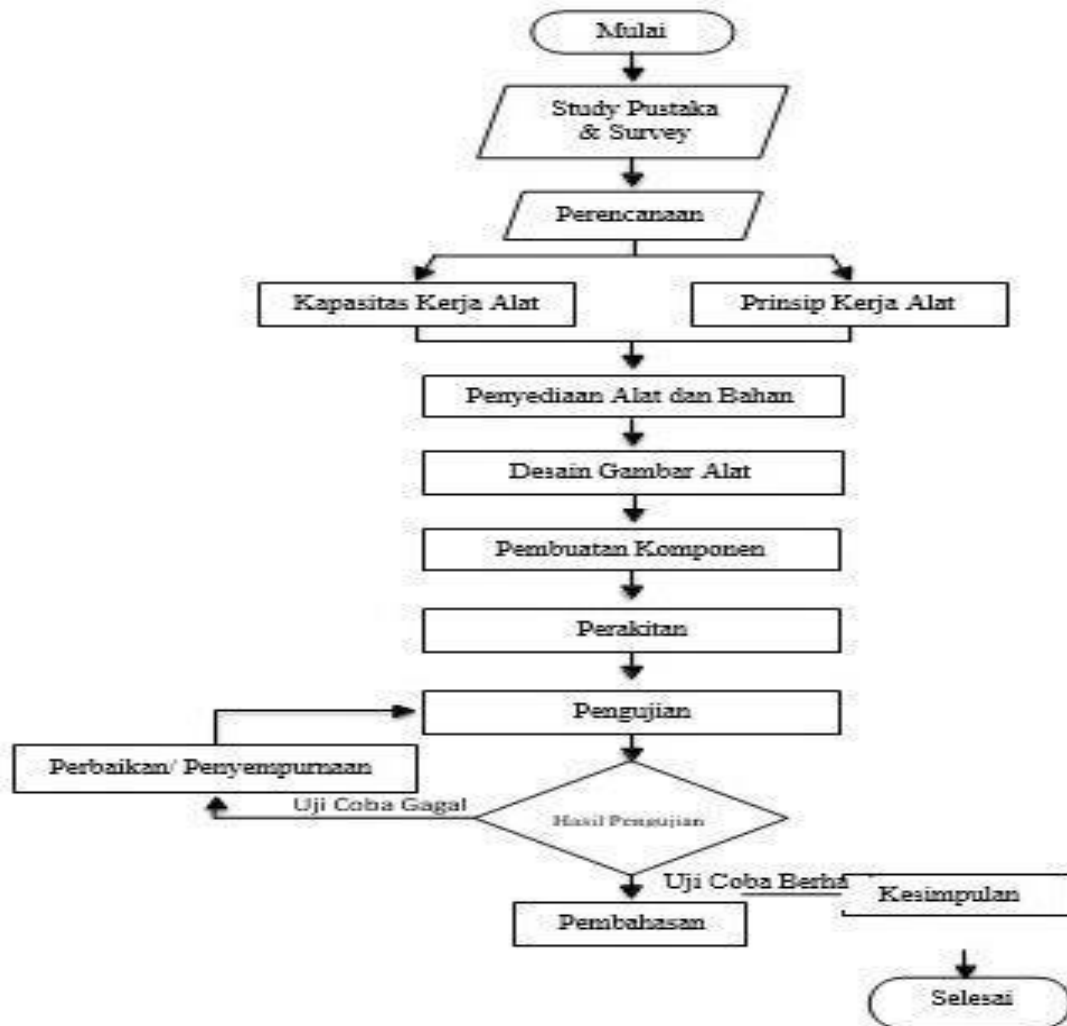 Mulai
Study Pustaka
& Survey
Perencanaan
Kapasitas Kerja Alat
Prinsip Kerja Alat
Penyediaan Alat dan Bahan
Desain Gambar Alat
Pembuatan Komponen
Perakitan
Pengujian
Perbaikan/ Penyempurnaan
Uji Coba Gagal
Hasil Pengujian
Uji Coba Berha
Kesimpulan
Pembahasan
Selesai